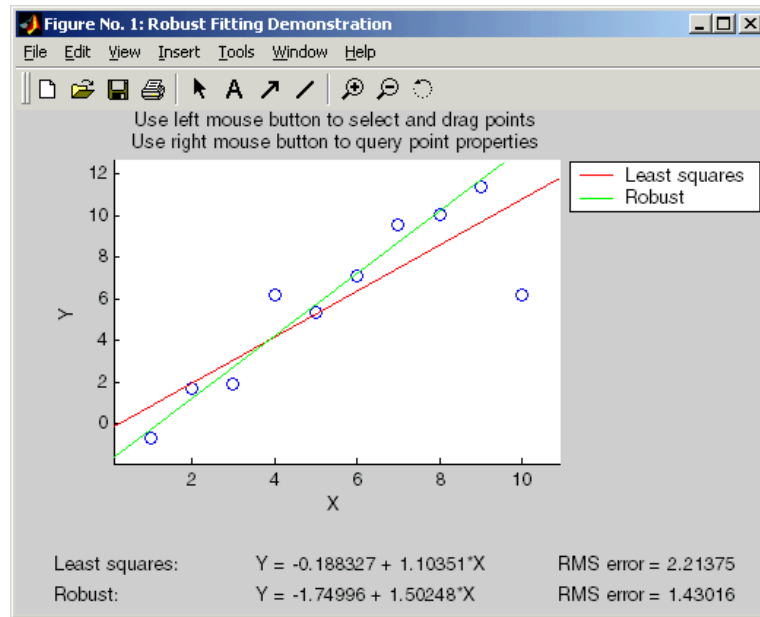 Figure No. 1: Robust Fitting Demonstration
File Edit View Insert Tools Window Help
A
Use left mouse button to select and drag points
Use right mouse button to query point properties
Least squares
Robust
12
10
8
6
4
2
0
Y
2 4 6 8 10
X
Least squares: Y = -0.188327 + 1.10351*X RMS error = 2.21375
Robust: Y = -1.74996 + 1.50248*X RMS error = 1.43016